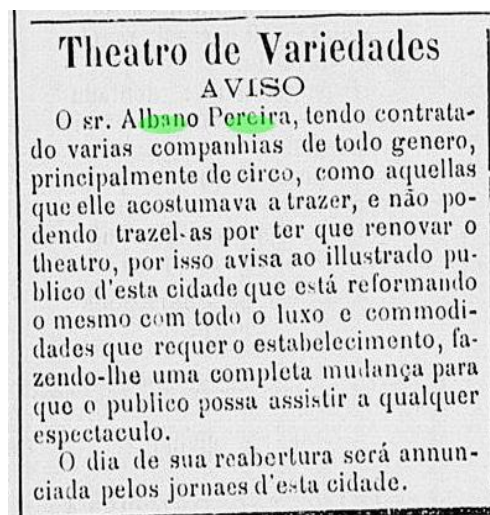 Theatro de Variedades
AVISO
O sr. Albano Pereira, tendo contrata-
do varias companhias de todo genero,
principalmente de circo, como aquellas
que elle acostumava a trazer, e não po-
dendo trazel-as por ter que renovar o
theatro, por isso avisa ao illustrado pu-
blico d'esta cidade que está reformando
o mesmo com todo o luxo e commodi-
dades que requer o estabelecimento, fa-
zendo-lhe uma completa mudança para
que o publico possa assistir a qualquer
espectaculo.
O dia de sua reabertura será annun-
ciada pelos jornaes d'esta cidade.